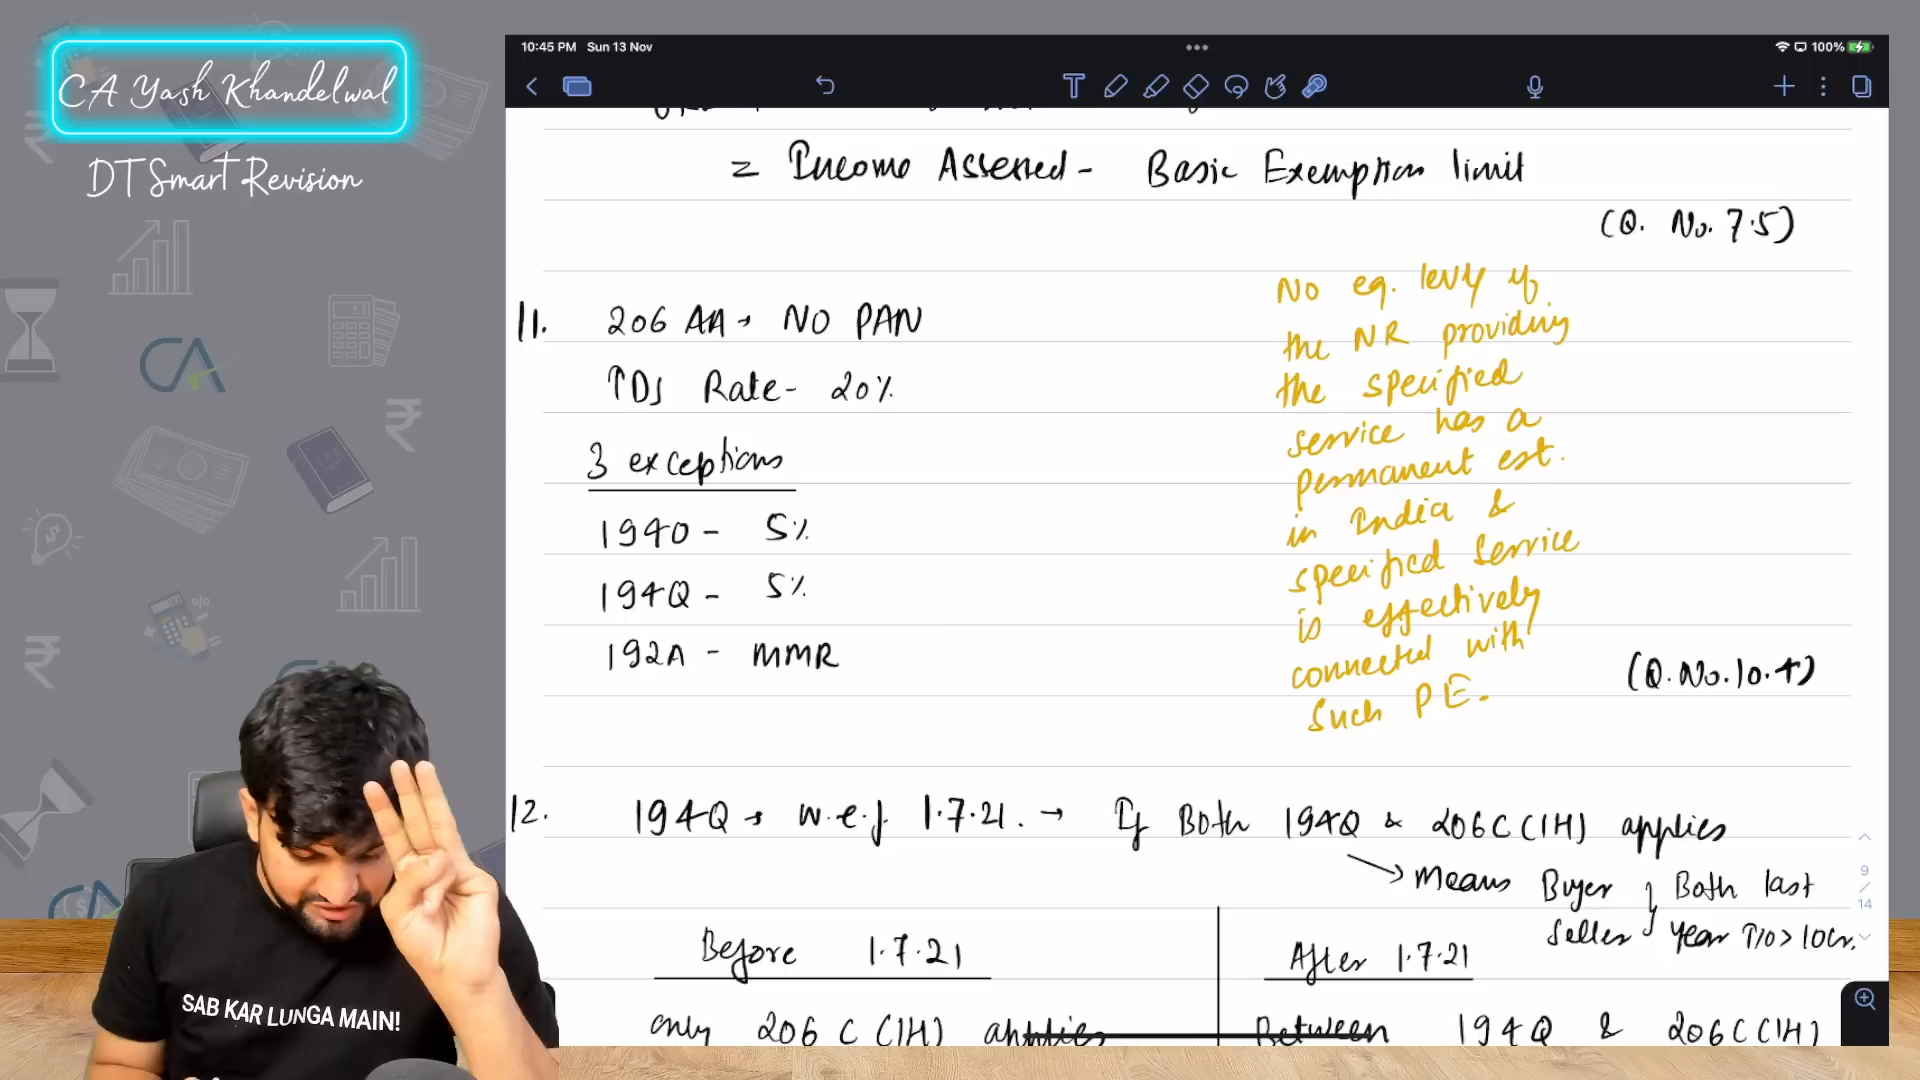 CA Yash Khandelwal
DT Smart Revision
10:45 PM Sun 13 Nov
100%
= Income Assessed - Basic Exemption limit
(Q. No. 7.5)
11. 206 AA → NO PAN
TDS Rate - 20%
3 exceptions
194O - 5%
194Q - 5%
192A - MMR
No eq. levy if
the NR providing
the specified
service has a
permanent est.
in India &
specified service
is effectively
connected with
Such PE.
(Q. No. 10.4)
12. 194Q → w.e.f 1.7.21. → If Both 194Q & 206C(1H) applies
Means Buyer } Both last
Seller } year T/o > 10cr.
9
/
14
Before 1.7.21
After 1.7.21
only 206 C (1H) applies
Between 194Q & 206C(1H)
SAB KAR LUNGA MAIN!